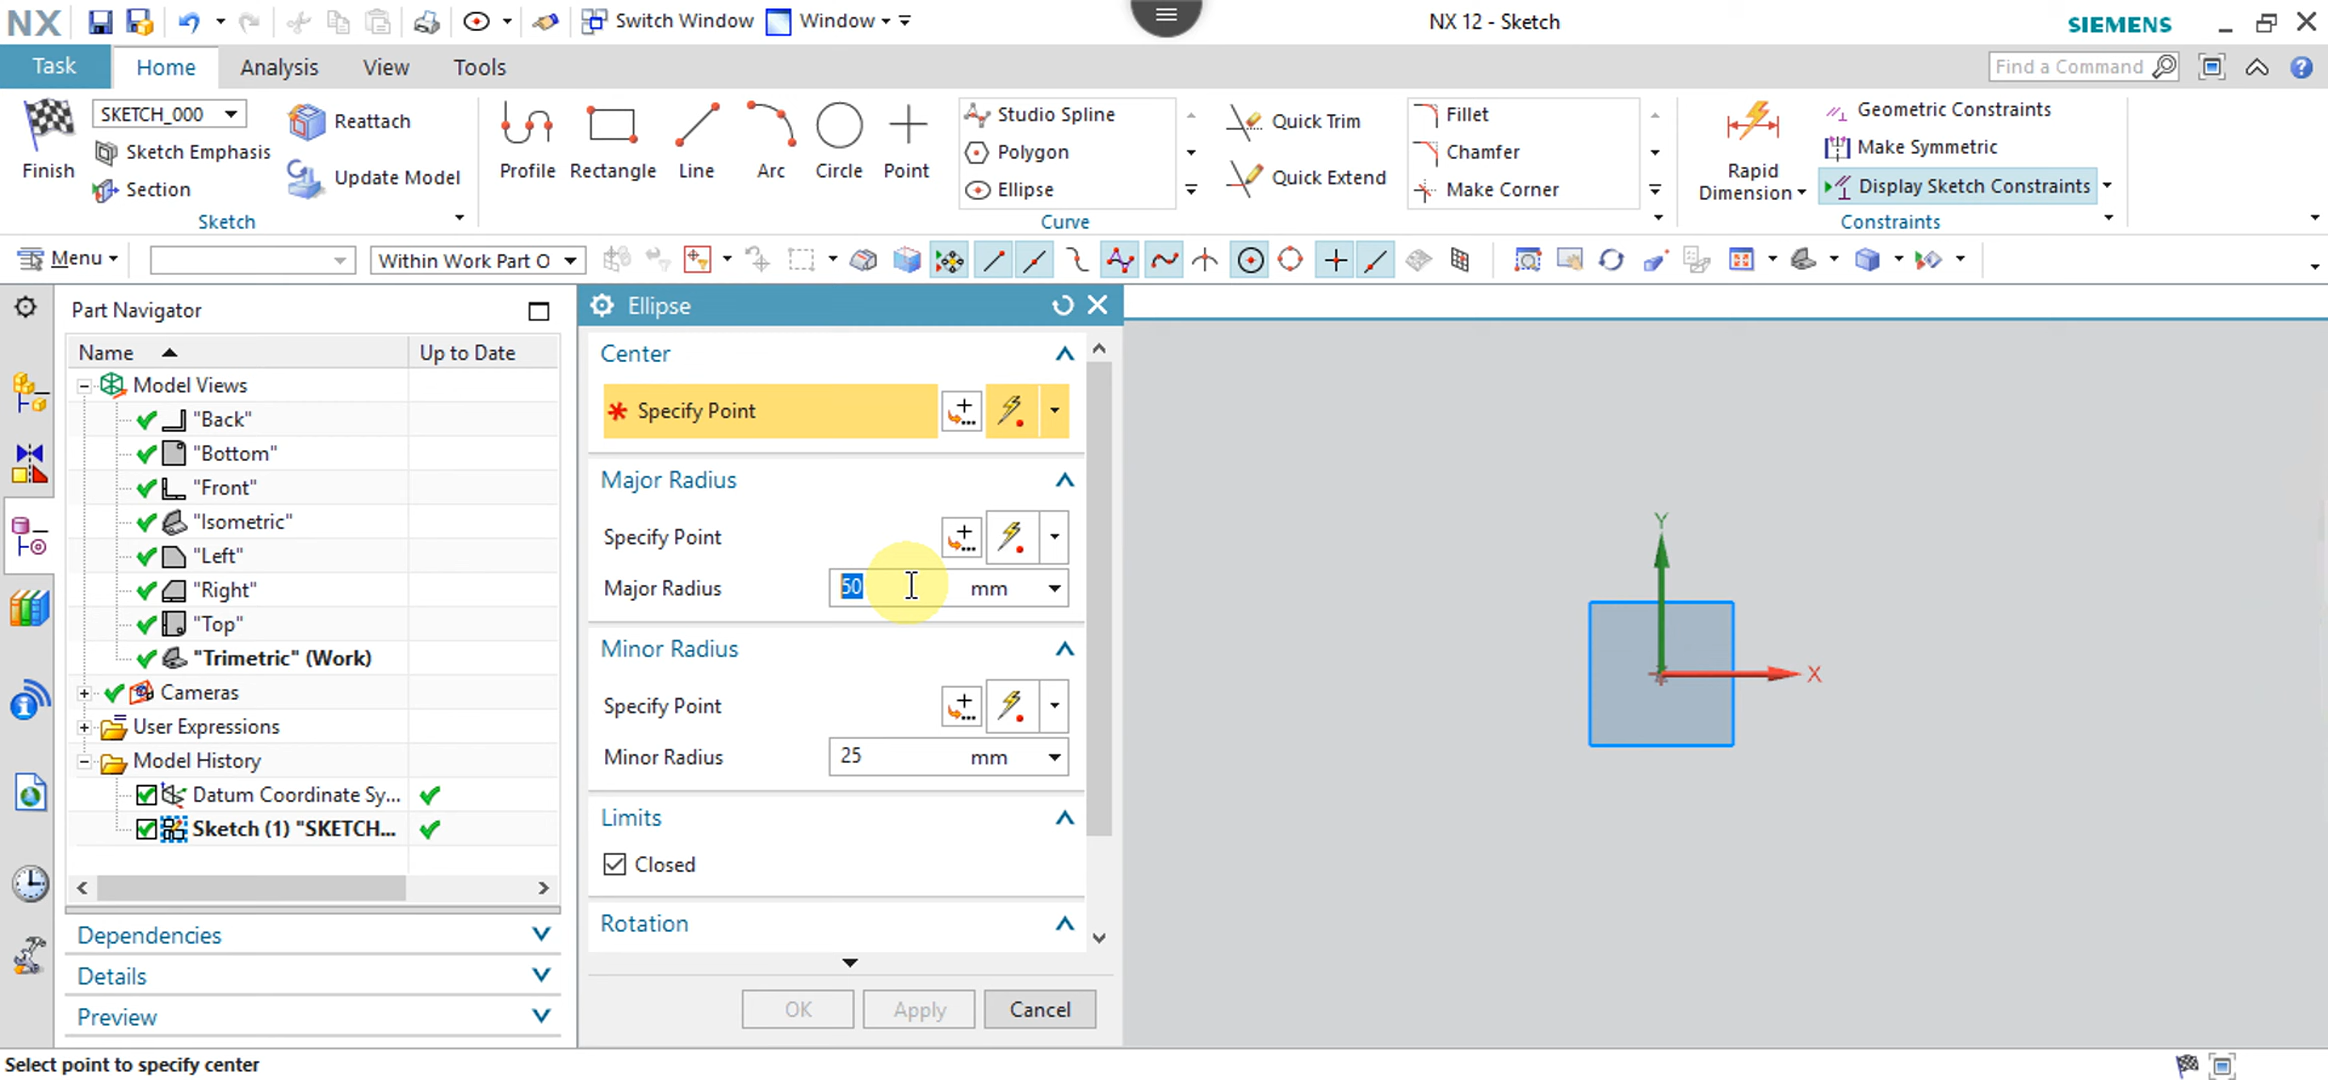 NX
Switch Window
Window
NX 12 - Sketch
SIEMENS
Task
Home
Analysis
View
Tools
Find a Command
Finish
SKETCH_000
Sketch Emphasis
Section
Reattach
Update Model
Sketch
Profile
Rectangle
Line
Arc
Circle
Point
Studio Spline
Polygon
Ellipse
Curve
Quick Trim
Quick Extend
Fillet
Chamfer
Make Corner
Rapid
Dimension
Geometric Constraints
Make Symmetric
Display Sketch Constraints
Constraints
Menu
Within Work Part O
Part Navigator
Name
Up to Date
Model Views
"Back"
"Bottom"
"Front"
"Isometric"
"Left"
"Right"
"Top"
"Trimetric" (Work)
Cameras
User Expressions
Model History
Datum Coordinate Sy...
Sketch (1) "SKETCH...
Dependencies
Details
Preview
Ellipse
Center
* Specify Point
Major Radius
Specify Point
Major Radius 50 mm
Minor Radius
Specify Point
Minor Radius 25 mm
Limits
Closed
Rotation
OK
Apply
Cancel
Y
X
Select point to specify center